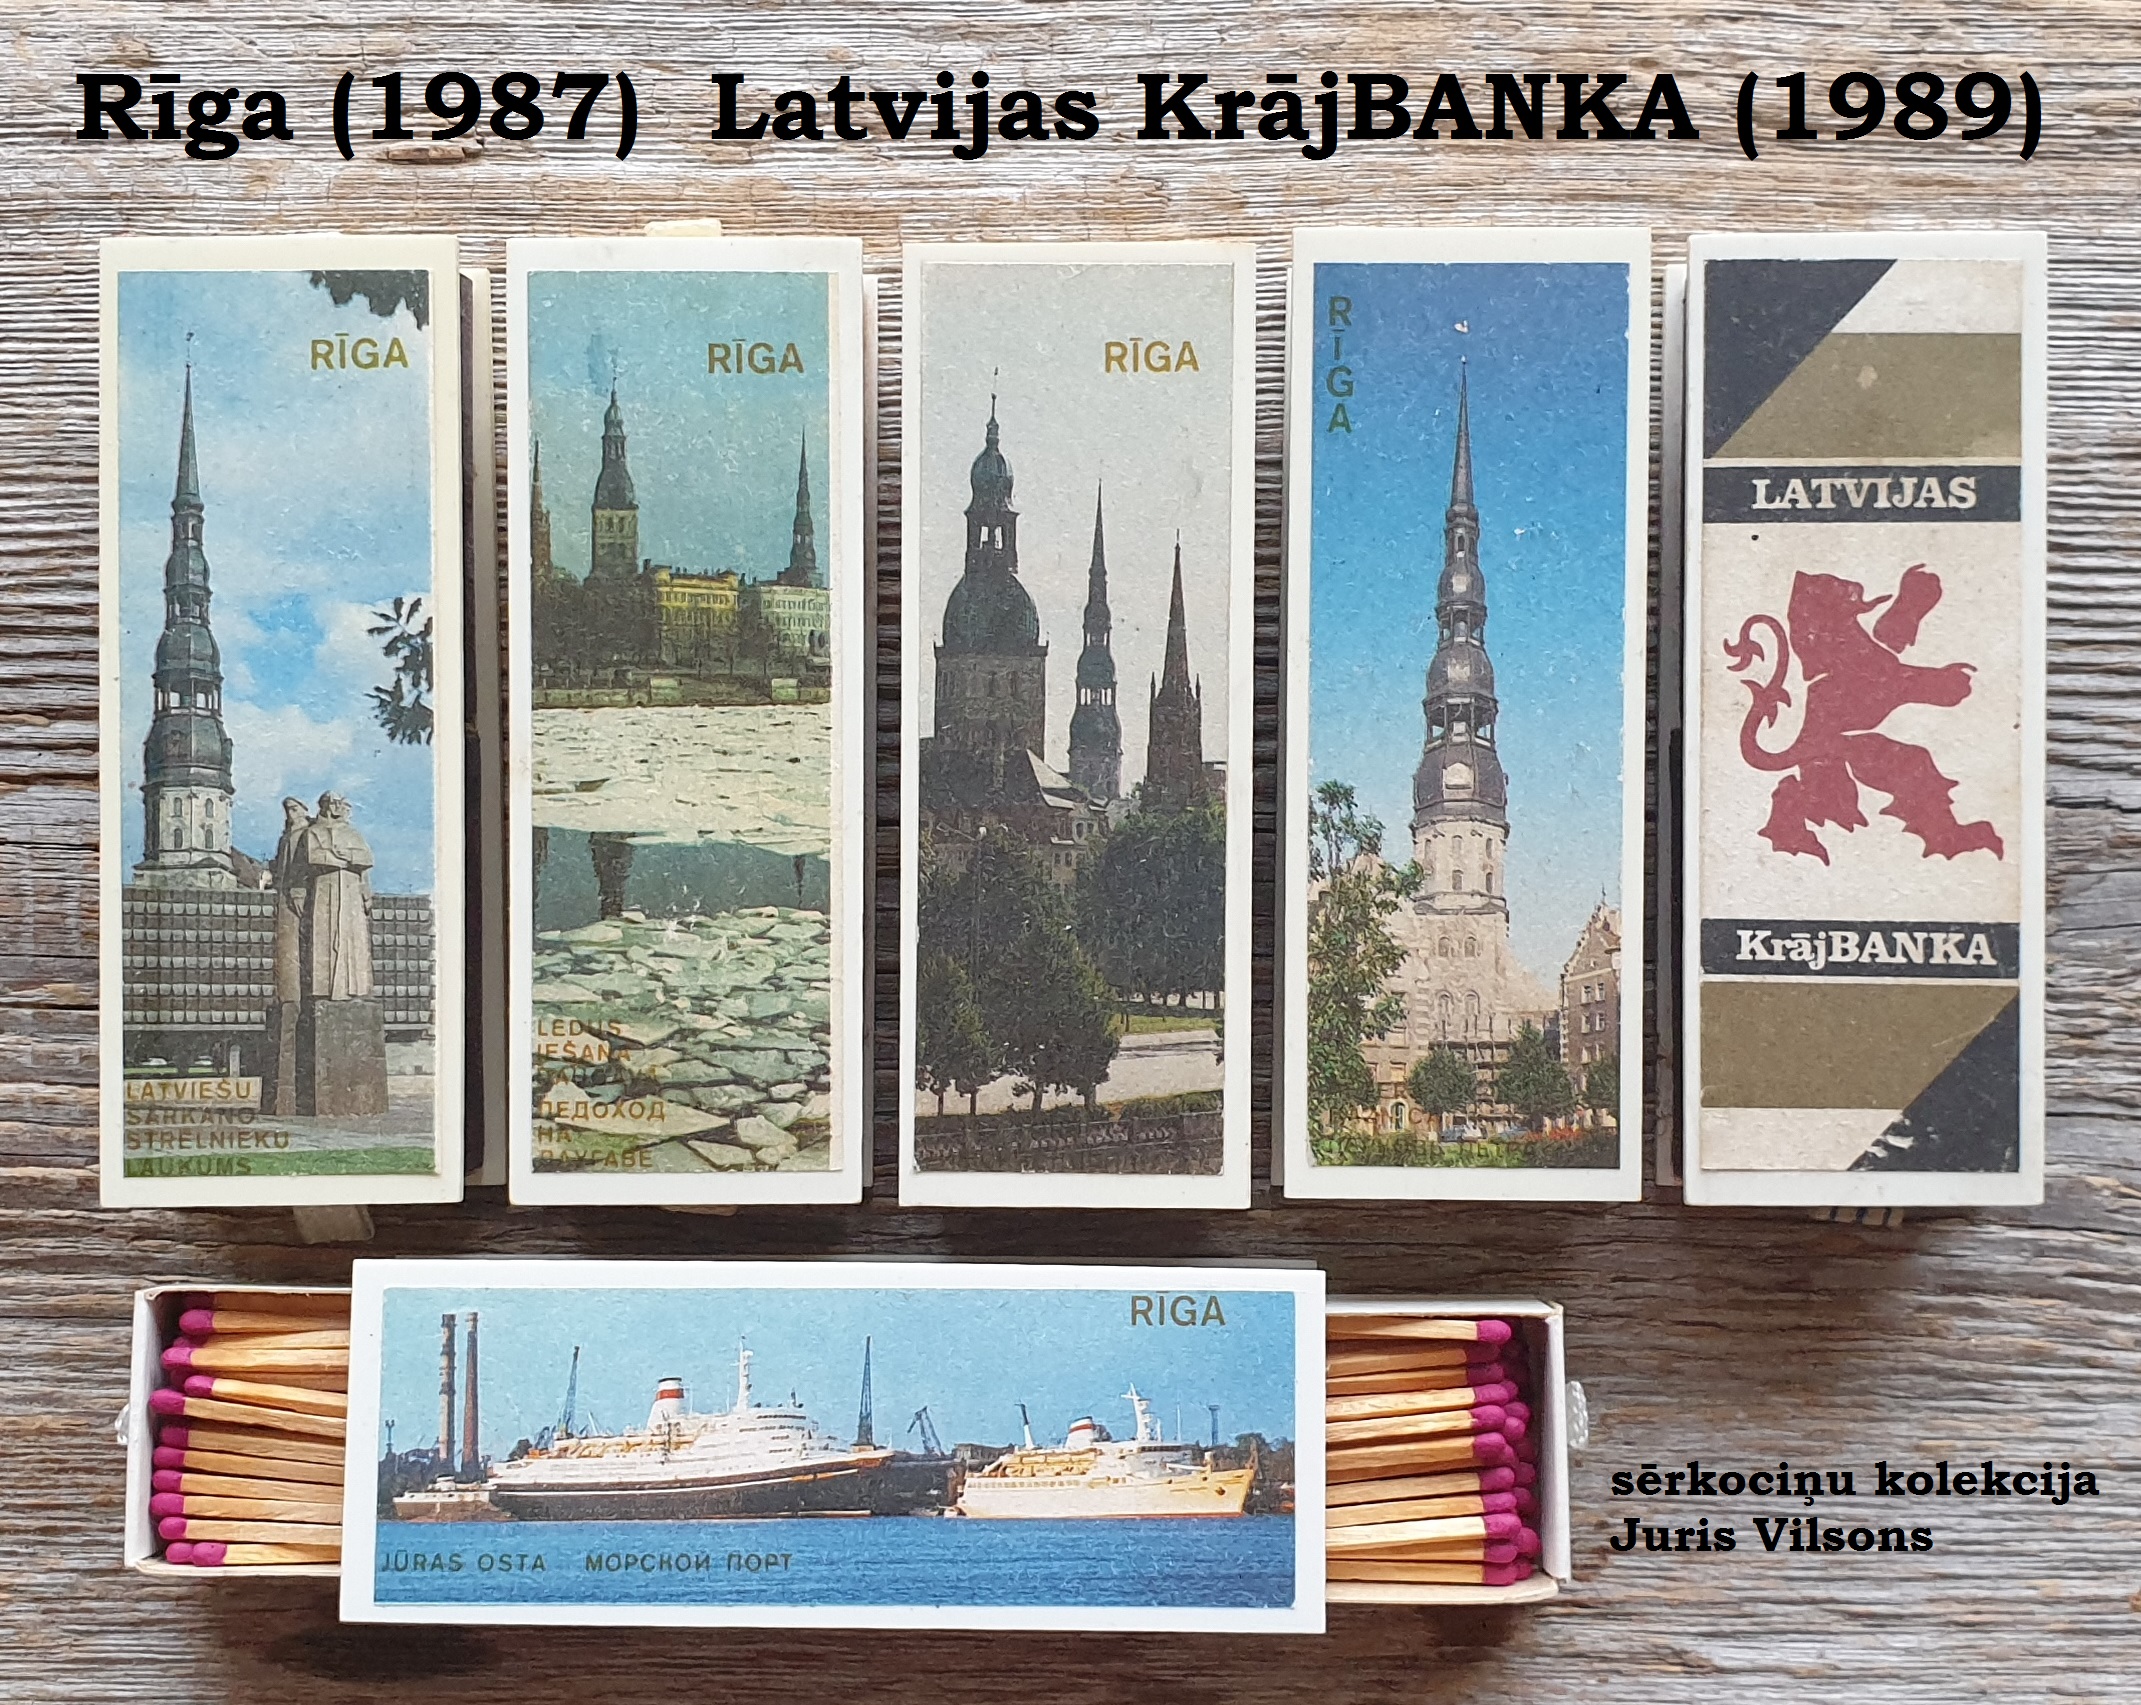 Rīga (1987) Latvijas KrājBANKA (1989)
RĪGA
LATVIEŠU
SARKANO
STRĒLNIEKU
LAUKUMS
RĪGA
LEDUS
IEŠANA
ЛЕДОХОД
НА
ДАУГАВЕ
RĪGA
RĪGA
LATVIJAS
KrājBANKA
RĪGA
JŪRAS OSTA МОРСКОЙ ПОРТ
sērkociņu kolekcija
Juris Vilsons